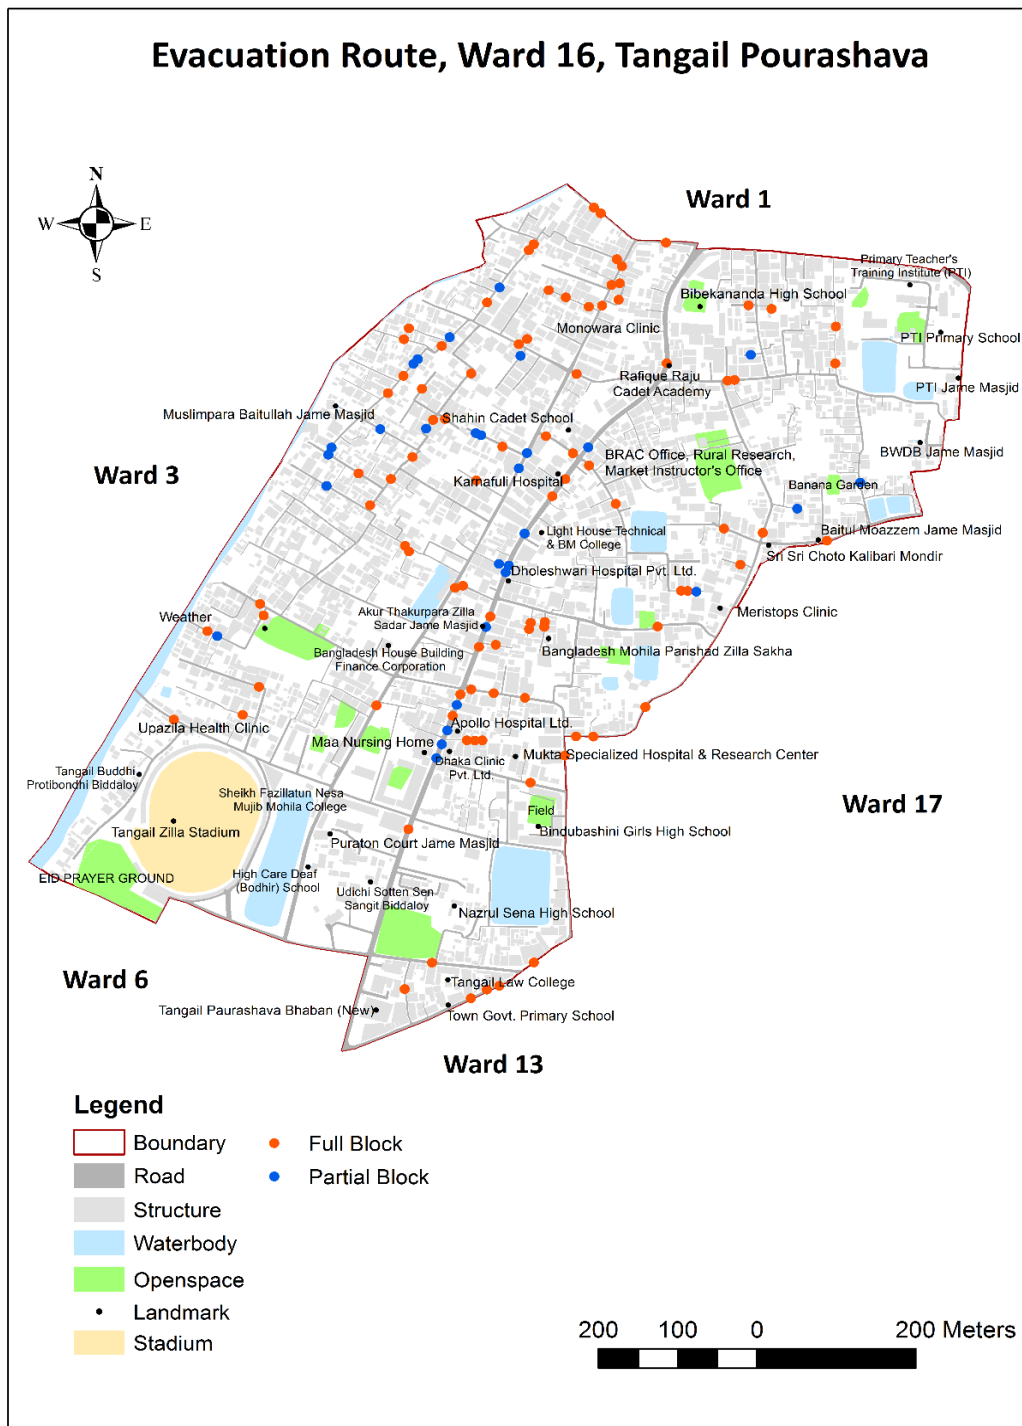 Evacuation Route, Ward 16, Tangail Pourashava
N
W
E
S
Ward 1
Primary Teacher's
Training Institute (PTI)
Bibekananda High School
Monowara Clinic
PTI Primary School
Rafique Raju
Cadet Academy
PTI Jame Masjid
Muslimpara Baitullah Jame Masjid
Shahin Cadet School
BRAC Office, Rural Research,
Market Instructor's Office
BWDB Jame Masjid
Ward 3
Karnafuli Hospital
Banana Garden
Light House Technical
& BM College
Baitul Moazzem Jame Masjid
Sri Sri Choto Kalibari Mondir
Dholeshwari Hospital Pvt. Ltd.
Meristops Clinic
Weather
Akur Thakurpara Zilla
Sadar Jame Masjid
Bangladesh House Building
Finance Corporation
Bangladesh Mohila Parishad Zilla Sakha
Upazila Health Clinic
Apollo Hospital Ltd.
Maa Nursing Home
Dhaka Clinic
Pvt. Ltd.
Mukta Specialized Hospital & Research Center
Tangail Buddhi
Protibondhi Biddaloy
Sheikh Fazillatun Nesa
Mujib Mohila College
Ward 17
Field
Tangail Zilla Stadium
Puraton Court Jame Masjid
Bindubashini Girls High School
EID PRAYER GROUND
High Care Deaf
(Bodhir) School
Udichi Sotten Sen
Sangit Biddaloy
Nazrul Sena High School
Ward 6
Tangail Law College
Tangail Paurashava Bhaban (New)
Town Govt. Primary School
Ward 13
Legend
Boundary
Full Block
Road
Partial Block
Structure
Waterbody
Openspace
Landmark
Stadium
200 100 0 200 Meters